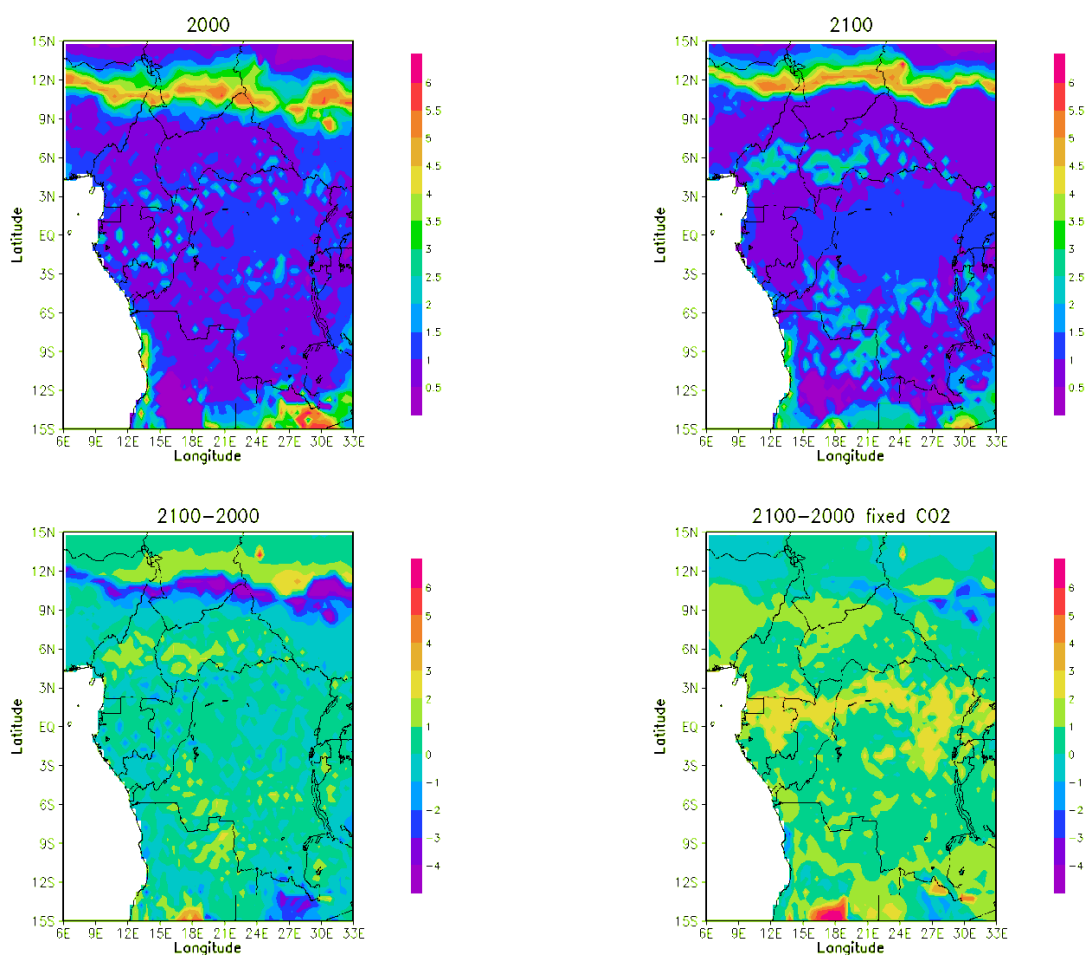 2000
15N
12N
9N
6N
3N
EQ
3S
6S
9S
12S
15S
6E 9E 12E 15E 18E 21E 24E 27E 30E 33E
Longitude
Latitude
6
5.5
5
4.5
4
3.5
3
2.5
2
1.5
1
0.5
2100
15N
12N
9N
6N
3N
EQ
3S
6S
9S
12S
15S
6E 9E 12E 15E 18E 21E 24E 27E 30E 33E
Longitude
Latitude
6
5.5
5
4.5
4
3.5
3
2.5
2
1.5
1
0.5
2100-2000
15N
12N
9N
6N
3N
EQ
3S
6S
9S
12S
15S
6E 9E 12E 15E 18E 21E 24E 27E 30E 33E
Longitude
Latitude
6
5
4
3
2
1
0
-1
-2
-3
-4
2100-2000 fixed CO2
15N
12N
9N
6N
3N
EQ
3S
6S
9S
12S
15S
6E 9E 12E 15E 18E 21E 24E 27E 30E 33E
Longitude
Latitude
6
5
4
3
2
1
0
-1
-2
-3
-4